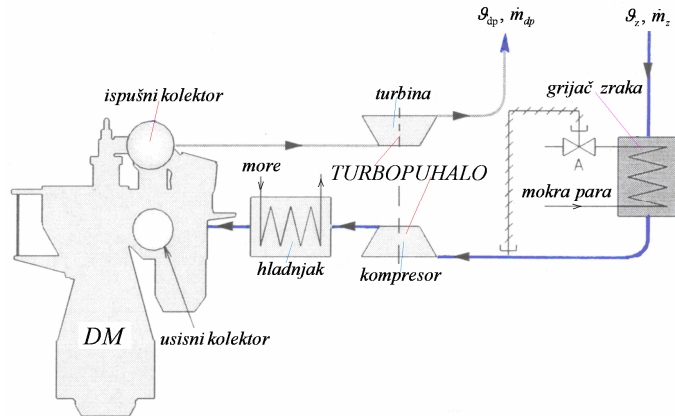 ϑdp, ṁdp
ϑz, ṁz
ispušni kolektor
turbina
grijač zraka
more
TURBOPUHALO
A
mokra para
hladnjak
kompresor
DM
usisni kolektor